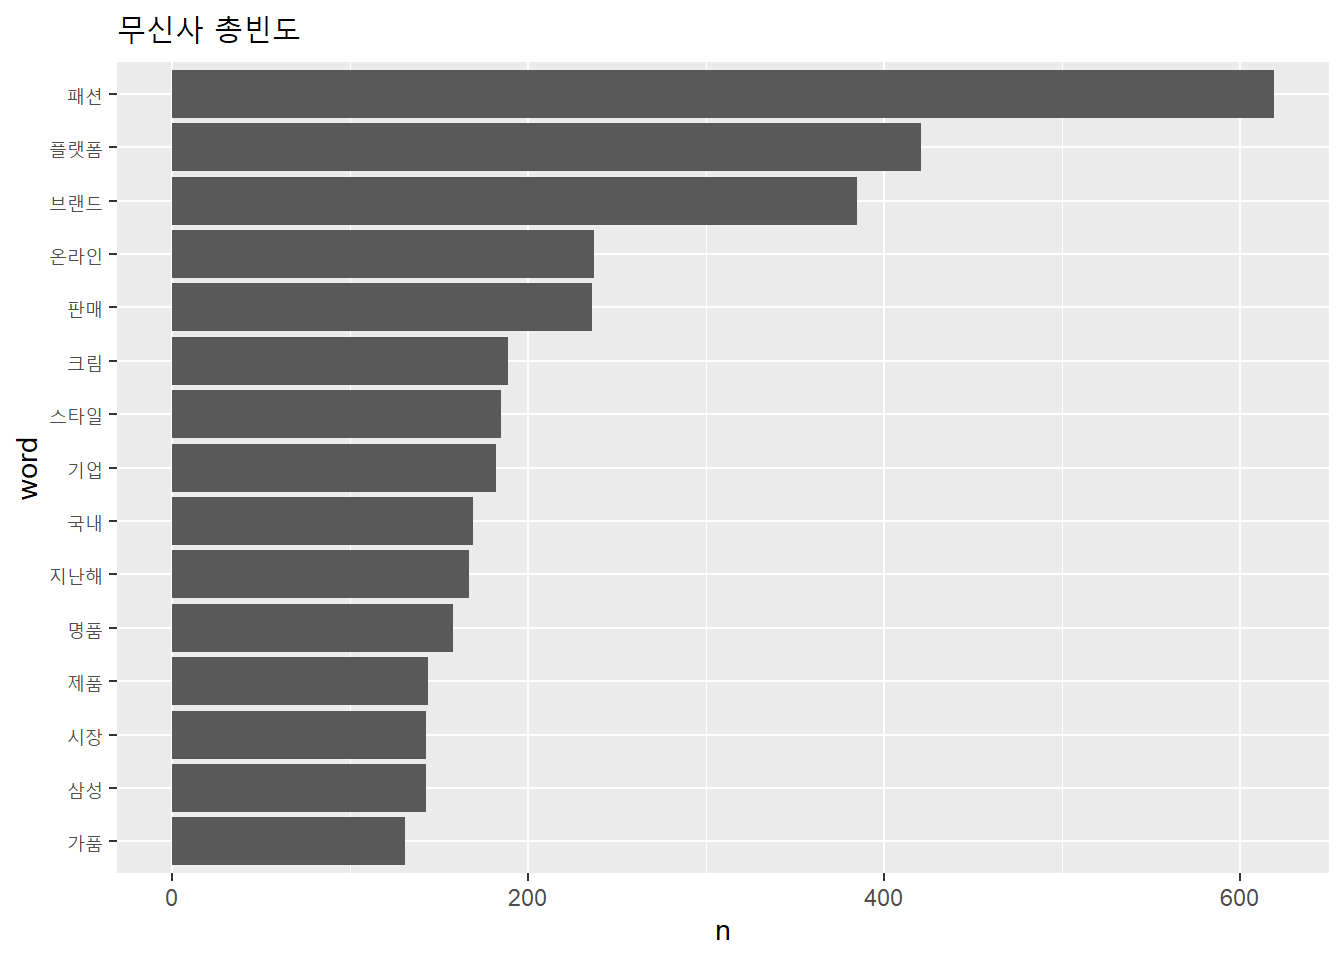 무신사 총빈도
패션
플랫폼
브랜드
온라인
판매
크림
스타일
기업
국내
지난해
명품
제품
시장
삼성
가품
word
0 200 400 600
n